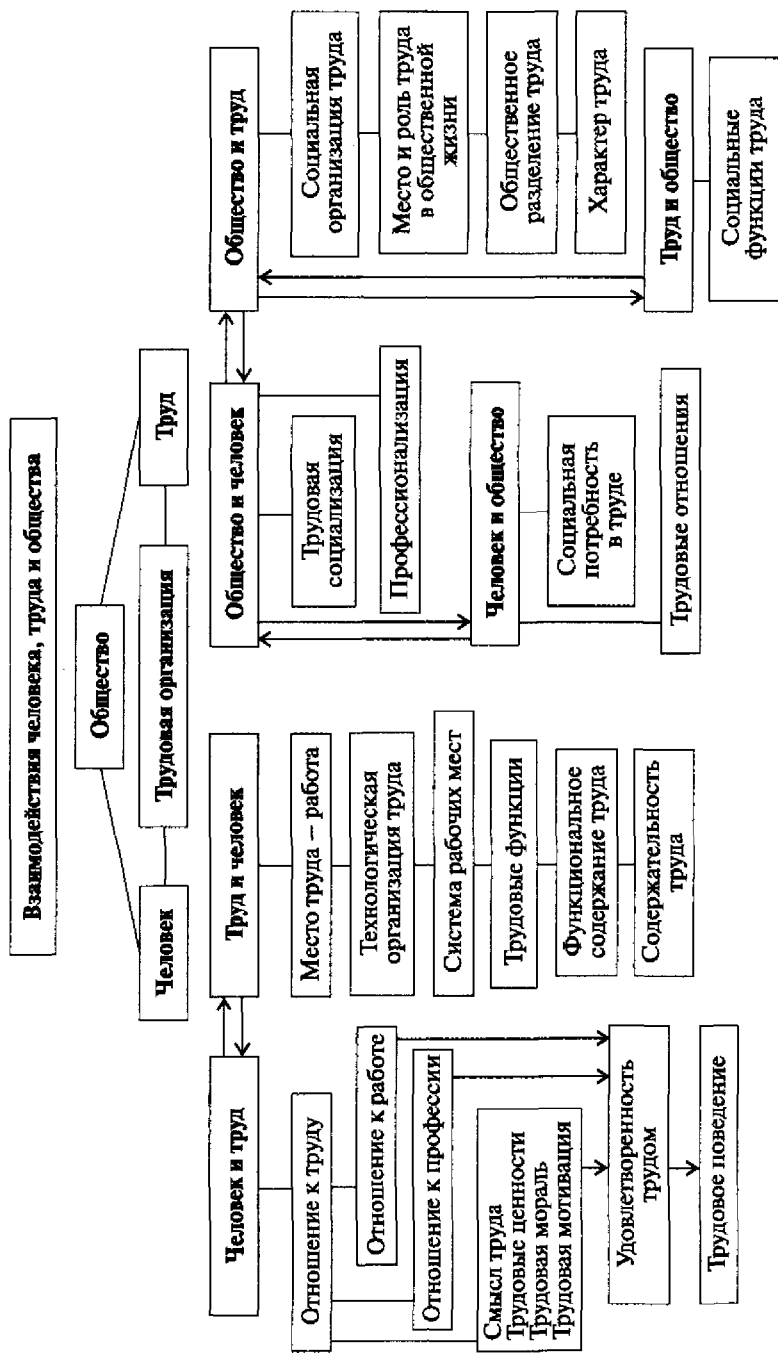 Взаимодействия человека, труда и общества
Общество
Человек
Трудовая организация
Труд
Человек и труд
Отношение к труду
Отношение к работе
Отношение к профессии
Смысл труда
Трудовые ценности
Трудовая мораль
Трудовая мотивация
Удовлетворенность
трудом
Трудовое поведение
Труд и человек
Место труда – работа
Технологическая
организация труда
Система рабочих мест
Трудовые функции
Функциональное
содержание труда
Содержательность
труда
Общество и человек
Трудовая
социализация
Профессионализация
Человек и общество
Социальная
потребность
в труде
Трудовые отношения
Общество и труд
Социальная
организация труда
Место и роль труда
в общественной
жизни
Общественное
разделение труда
Характер труда
Труд и общество
Социальные
функции труда